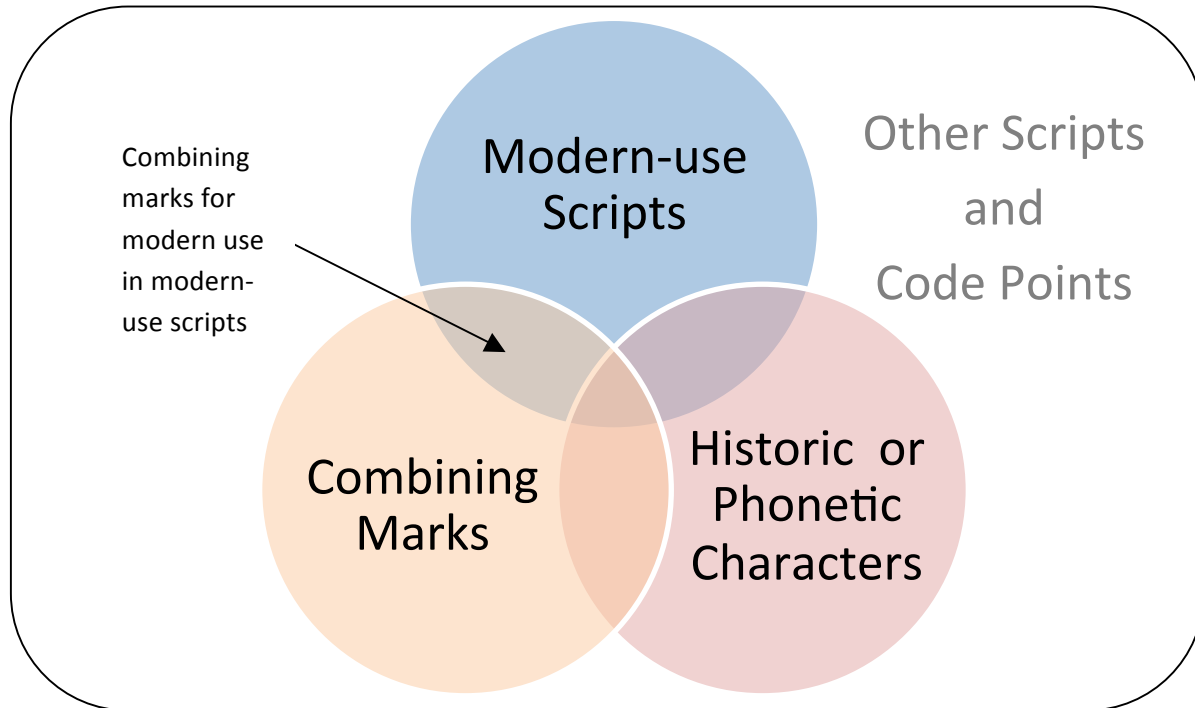 Combining
marks for
modern use
in modern-
use scripts
Modern-use
Scripts
Other Scripts
and
Code Points
Combining
Marks
Historic or
Phonetic
Characters